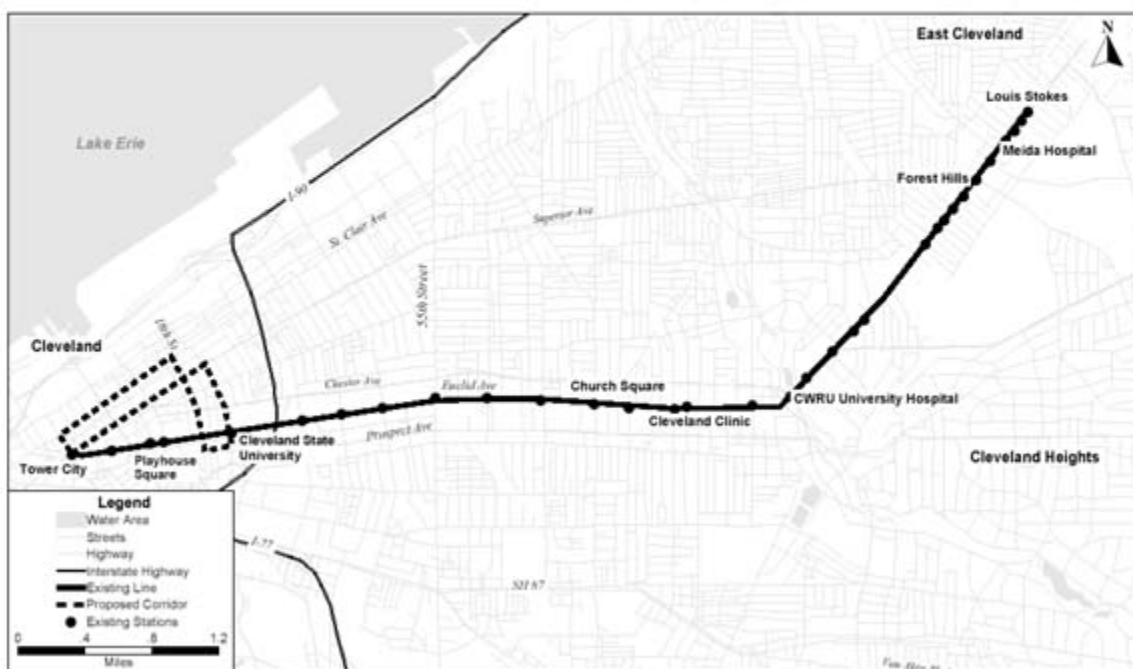 East Cleveland
N
Louis Stokes
Lake Erie
Meida Hospital
Forest Hills
I-90
St. Clair Ave
Superior Ave
55th Street
Cleveland
Chester Ave
Euclid Ave
Church Square
CWRU University Hospital
Cleveland Clinic
Prospect Ave
Cleveland State
University
Tower City
Playhouse
Square
Cleveland Heights
Legend
Water Area
Streets
Highway
Interstate Highway
Existing Line
Proposed Corridor
Existing Stations
0 .4 .8 1.2
Miles
I-77
SH 87